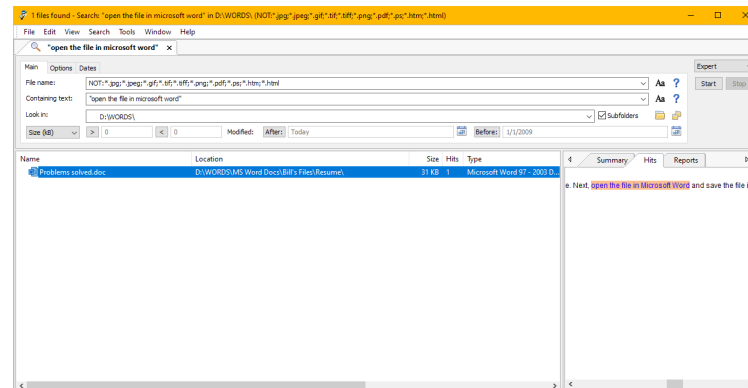 1 files found - Search: "open the file in microsoft word" in D:\WORDS\ (NOT:*.jpg;*.jpeg;*.gif;*.tif;*.tiff;*.png;*.pdf;*.ps;*.htm;*.html)
File Edit View Search Tools Window Help
"open the file in microsoft word" x
Main Options Dates
Expert
File name: NOT:*.jpg;*.jpeg;*.gif;*.tif;*.tiff;*.png;*.pdf;*.ps;*.htm;*.html Aa ? Start Stop
Containing text: "open the file in microsoft word" Aa ?
Look in: D:\WORDS\ Subfolders
Size (kB) > 0 < 0 Modified: After: Today Before: 1/1/2009
Name Location Size Hits Type Summary Hits Reports
Problems solved.doc D:\WORDS\MS Word Docs\Bill's Files\Resume\ 31 KB 1 Microsoft Word 97 - 2003 D...
e. Next, open the file in Microsoft Word and save the file i